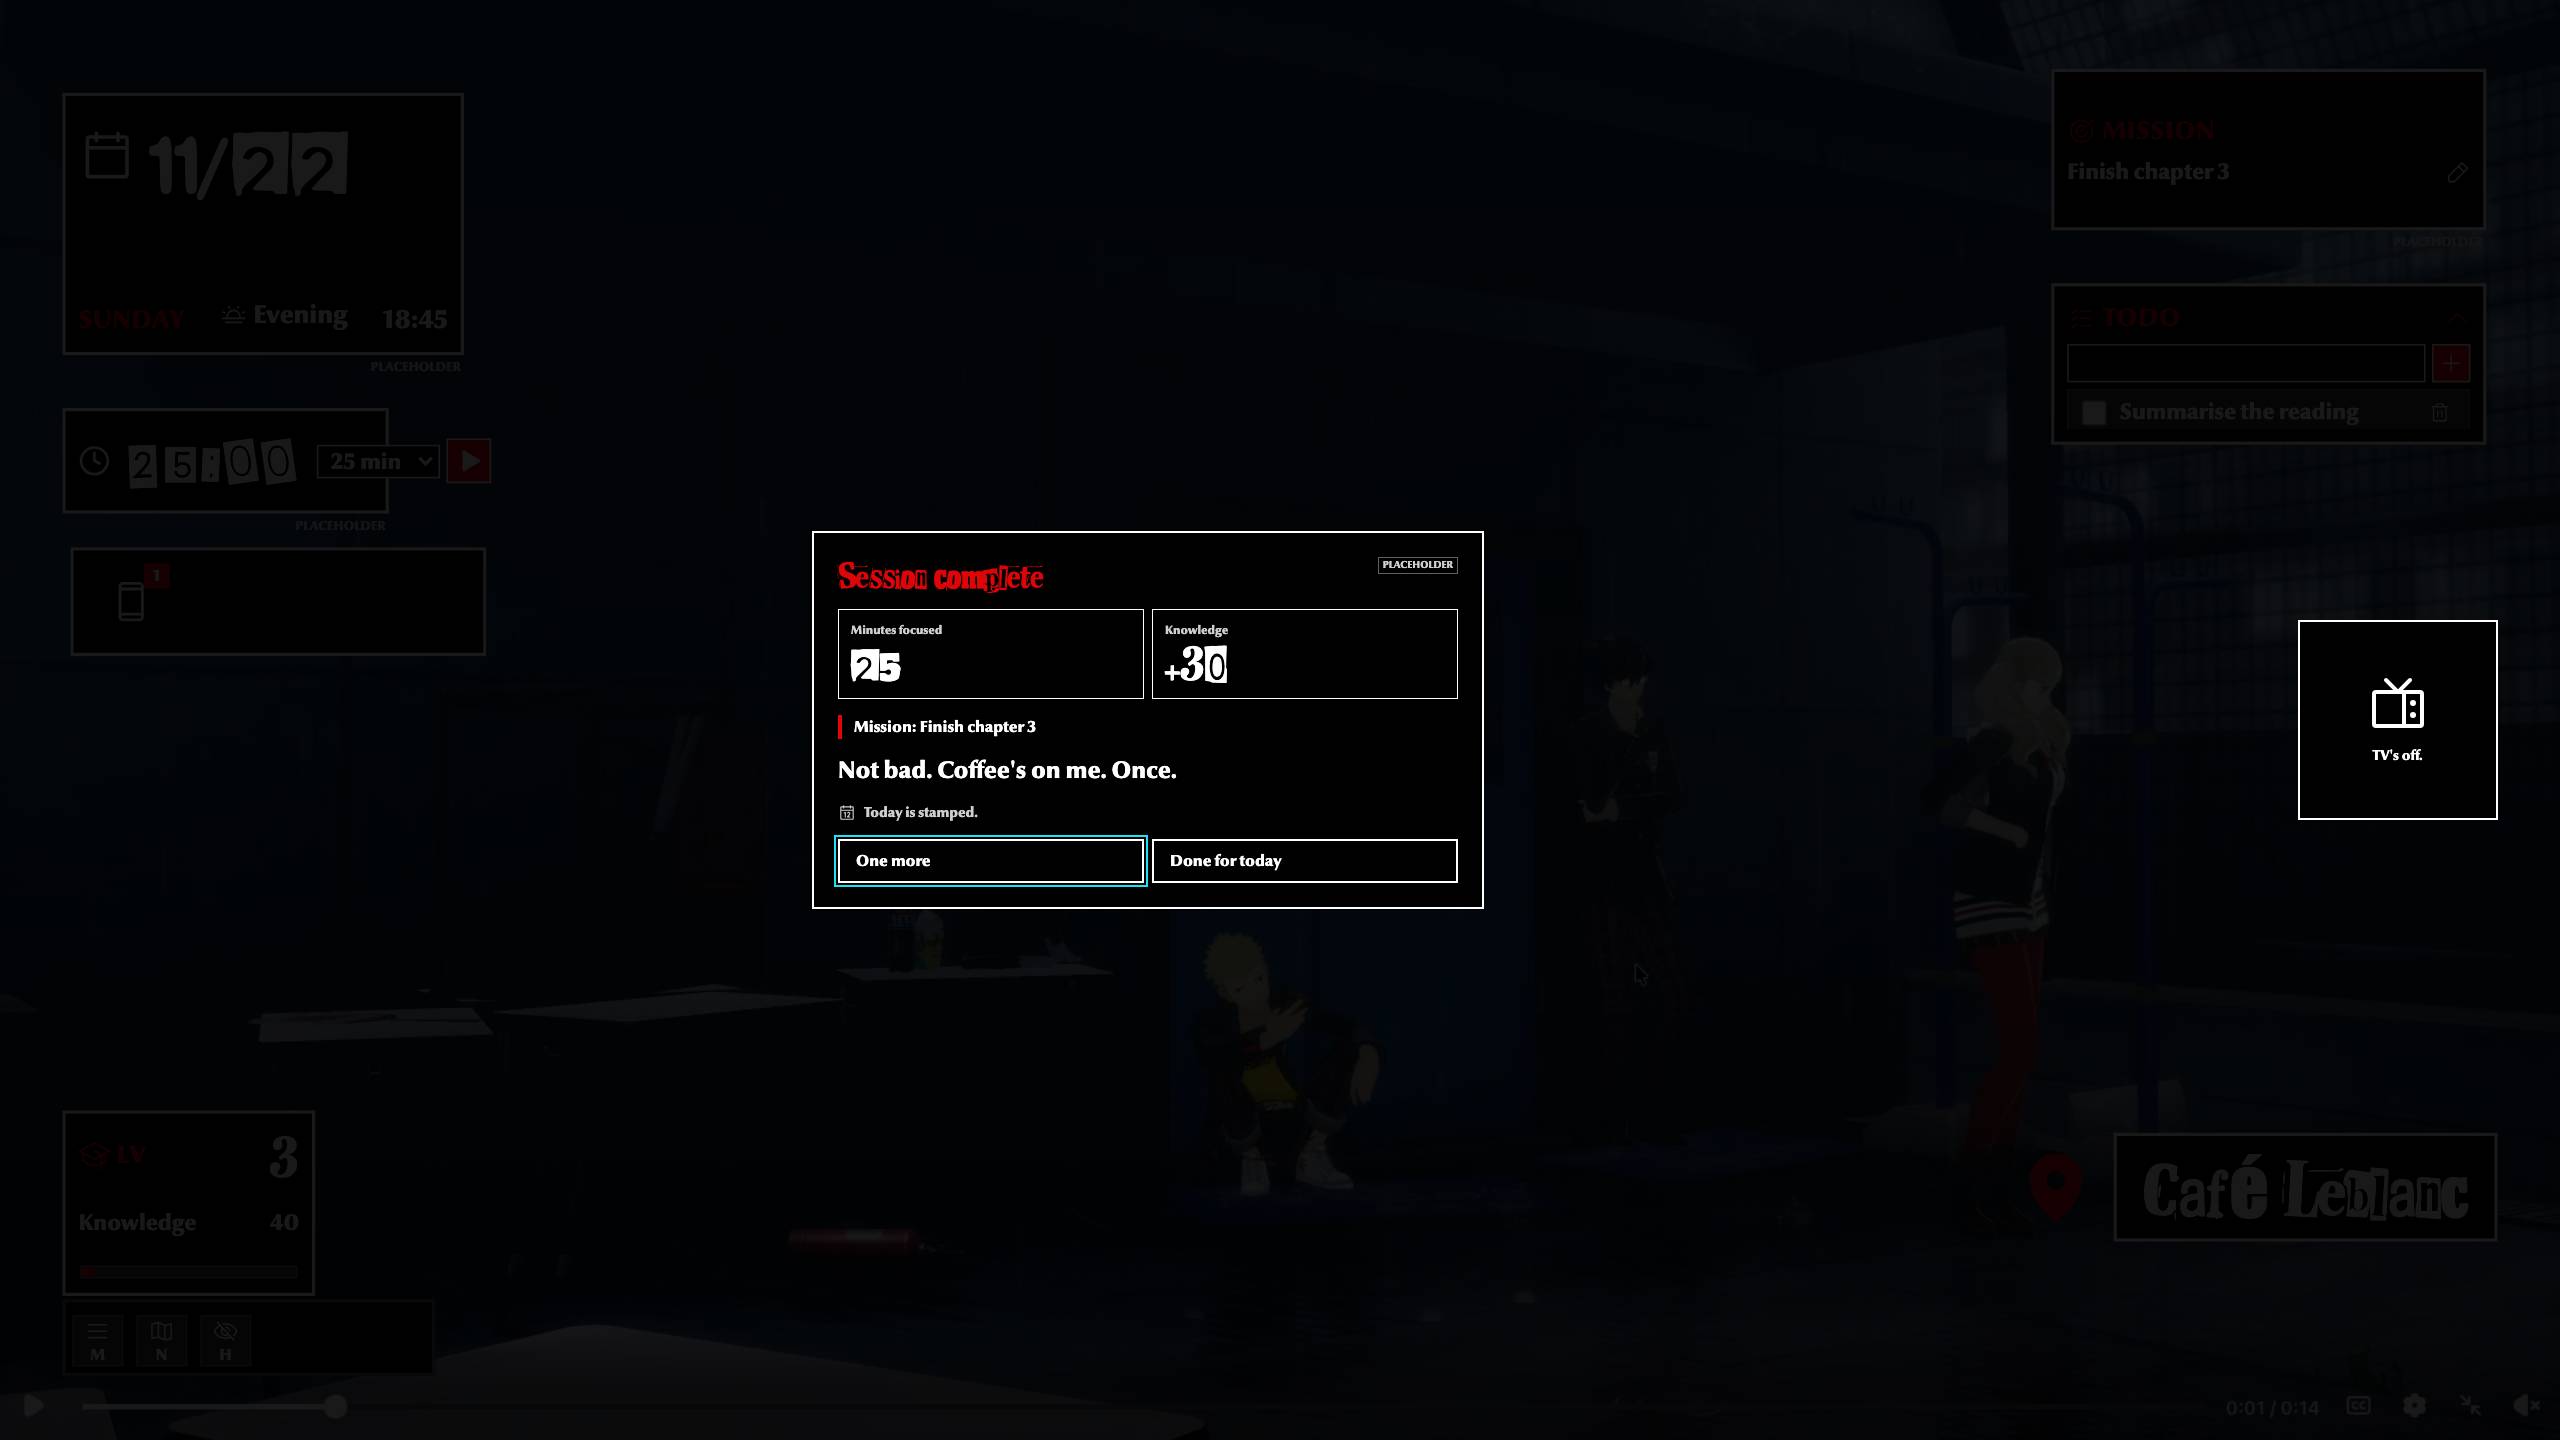 11/22
SUNDAY Evening 18:45
PLACEHOLDER
25:00 25 min
PLACEHOLDER
1
MISSION
Finish chapter 3
PLACEHOLDER
TODO
Summarise the reading
Session complete PLACEHOLDER
Minutes focused
25
Knowledge
+30
Mission: Finish chapter 3
Not bad. Coffee's on me. Once.
12 Today is stamped.
One more Done for today
TV's off.
LV 3
Knowledge 40
Café Leblanc
M N H
0:01 / 0:14 CC